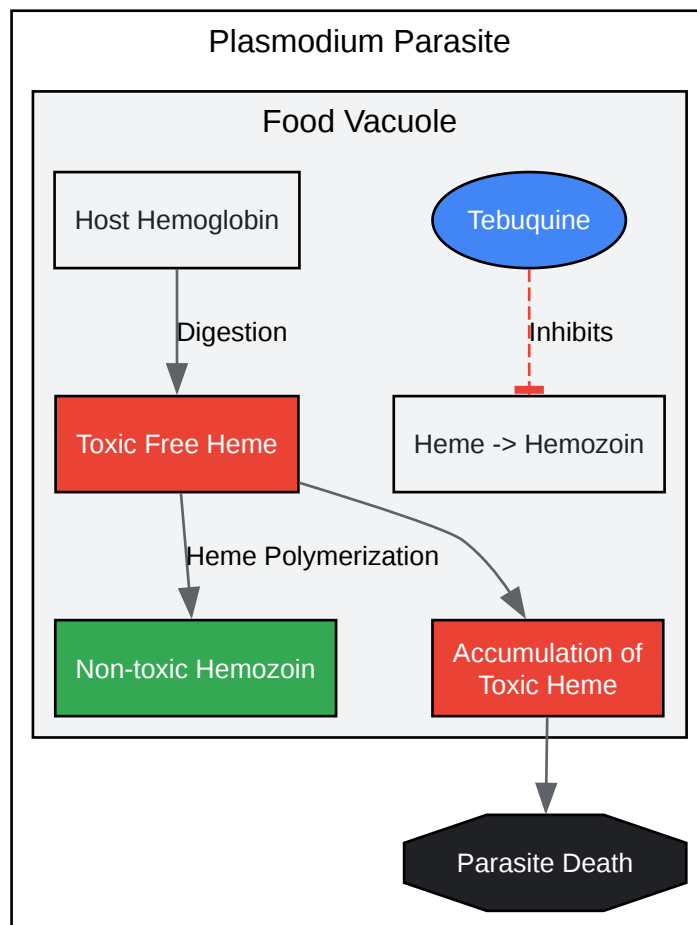 Plasmodium Parasite
Food Vacuole
Host Hemoglobin
Tebuquine
Digestion
Inhibits
Toxic Free Heme
Heme -> Hemozoin
Heme Polymerization
Non-toxic Hemozoin
Accumulation of
Toxic Heme
Parasite Death